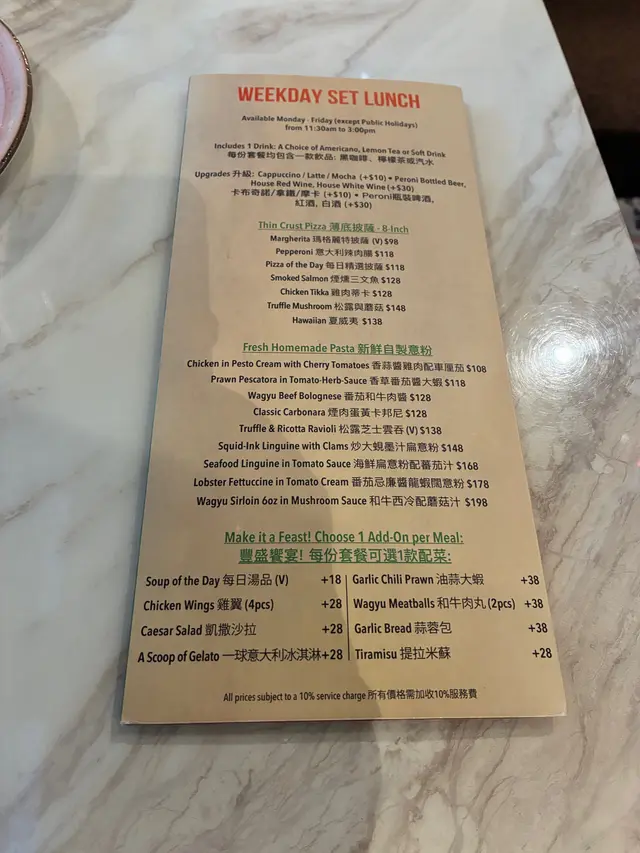 WEEKDAY SET LUNCH
Available Monday - Friday (except Public Holidays)
from 11:30am to 3:00pm
Includes 1 Drink: A Choice of Americano, Lemon Tea or Soft Drink
每份套餐均包含一款飲品: 黑咖啡、檸檬茶或汽水
Upgrades 升級: Cappuccino / Latte / Mocha (+$10) • Peroni Bottled Beer,
House Red Wine, House White Wine (+$30)
卡布奇諾/拿鐵/摩卡 (+$10) • Peroni瓶裝啤酒,
紅酒, 白酒 (+$30)
Thin Crust Pizza 薄底披薩 - 8-Inch
Margherita 瑪格麗特披薩 (V) $98
Pepperoni 意大利辣肉腸 $118
Pizza of the Day 每日精選披薩 $118
Smoked Salmon 煙燻三文魚 $128
Chicken Tikka 雞肉蒂卡 $128
Truffle Mushroom 松露與蘑菇 $148
Hawaiian 夏威夷 $138
Fresh Homemade Pasta 新鮮自製意粉
Chicken in Pesto Cream with Cherry Tomatoes 香蒜醬雞肉配車厘茄 $108
Prawn Pescatora in Tomato-Herb-Sauce 香草番茄醬大蝦 $118
Wagyu Beef Bolognese 番茄和牛肉醬 $128
Classic Carbonara 煙肉蛋黃卡邦尼 $128
Truffle & Ricotta Ravioli 松露芝士雲吞 (V) $138
Squid-Ink Linguine with Clams 炒大蜆墨汁扁意粉 $148
Seafood Linguine in Tomato Sauce 海鮮扁意粉配蕃茄汁 $168
Lobster Fettuccine in Tomato Cream 番茄忌廉醬龍蝦闊意粉 $178
Wagyu Sirloin 6oz in Mushroom Sauce 和牛西冷配蘑菇汁 $198
Make it a Feast! Choose 1 Add-On per Meal:
豐盛饗宴! 每份套餐可選1款配菜:
Soup of the Day 每日湯品 (V) +18
Chicken Wings 雞翼 (4pcs) +28
Caesar Salad 凱撒沙拉 +28
A Scoop of Gelato 一球意大利冰淇淋 +28
Garlic Chili Prawn 油蒜大蝦 +38
Wagyu Meatballs 和牛肉丸 (2pcs) +38
Garlic Bread 蒜蓉包 +38
Tiramisu 提拉米蘇 +28
All prices subject to a 10% service charge 所有價格需加收10%服務費